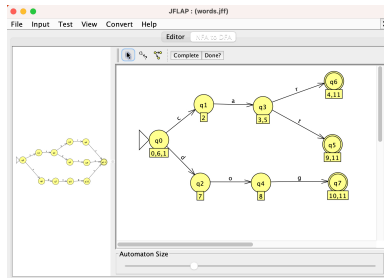 JFLAP : (words.jff)
File Input Test View Convert Help
Editor NFA to DFA
Complete Done?
q6
4,11
q1
2
a
q3
3,5
c
q0
0,6,1
q5
9,11
q2
7
o
q4
8
g
q7
10,11
Automaton Size